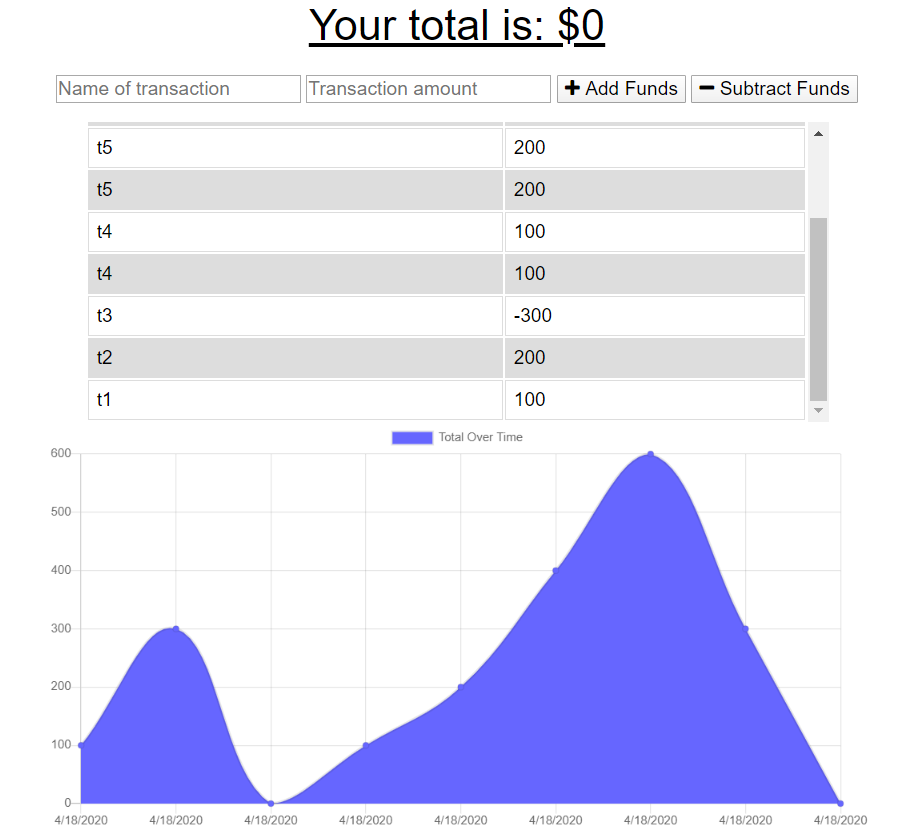 Your total is: $0
Name of transaction Transaction amount + Add Funds − Subtract Funds
t5 200
t5 200
t4 100
t4 100
t3 -300
t2 200
t1 100
Total Over Time
600
500
400
300
200
100
0
4/18/2020 4/18/2020 4/18/2020 4/18/2020 4/18/2020 4/18/2020 4/18/2020 4/18/2020 4/18/2020